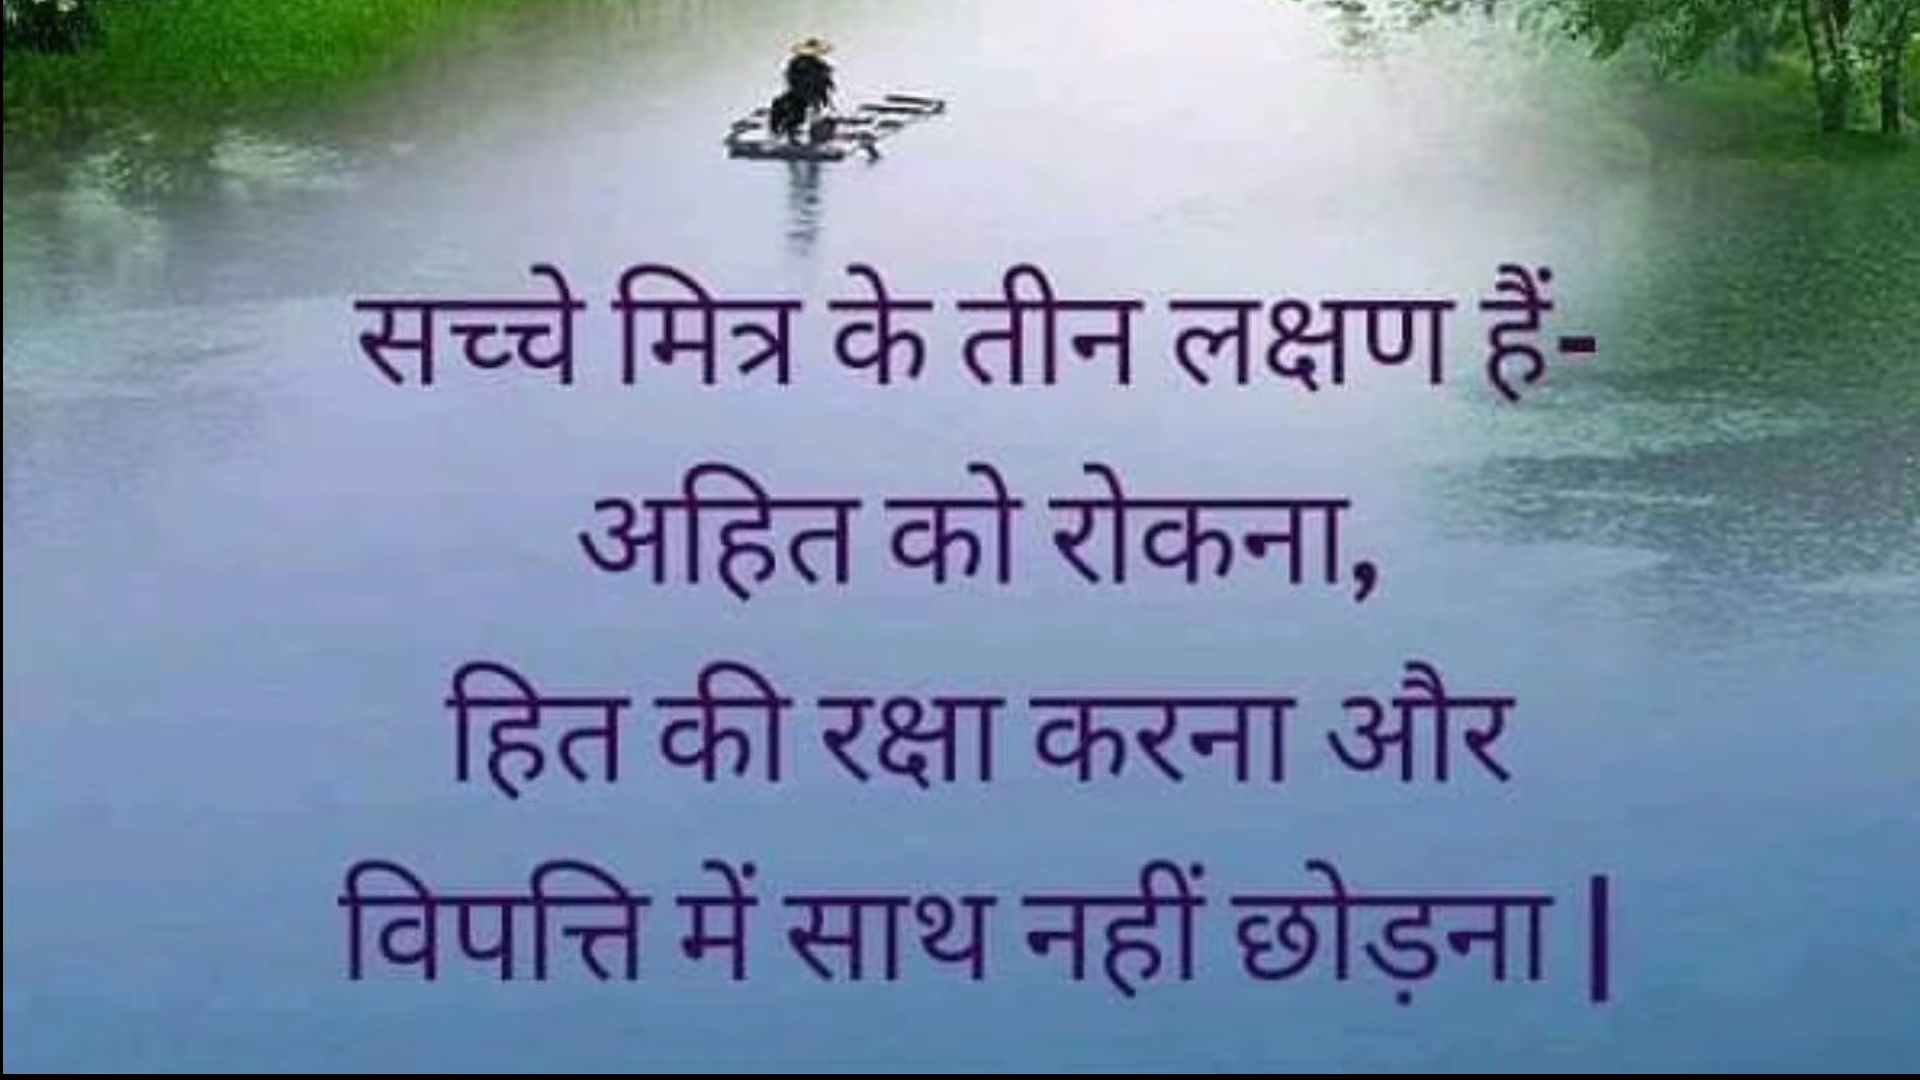 सच्चे मित्र के तीन लक्षण हैं-
अहित को रोकना,
हित की रक्षा करना और
विपत्ति में साथ नहीं छोड़ना |